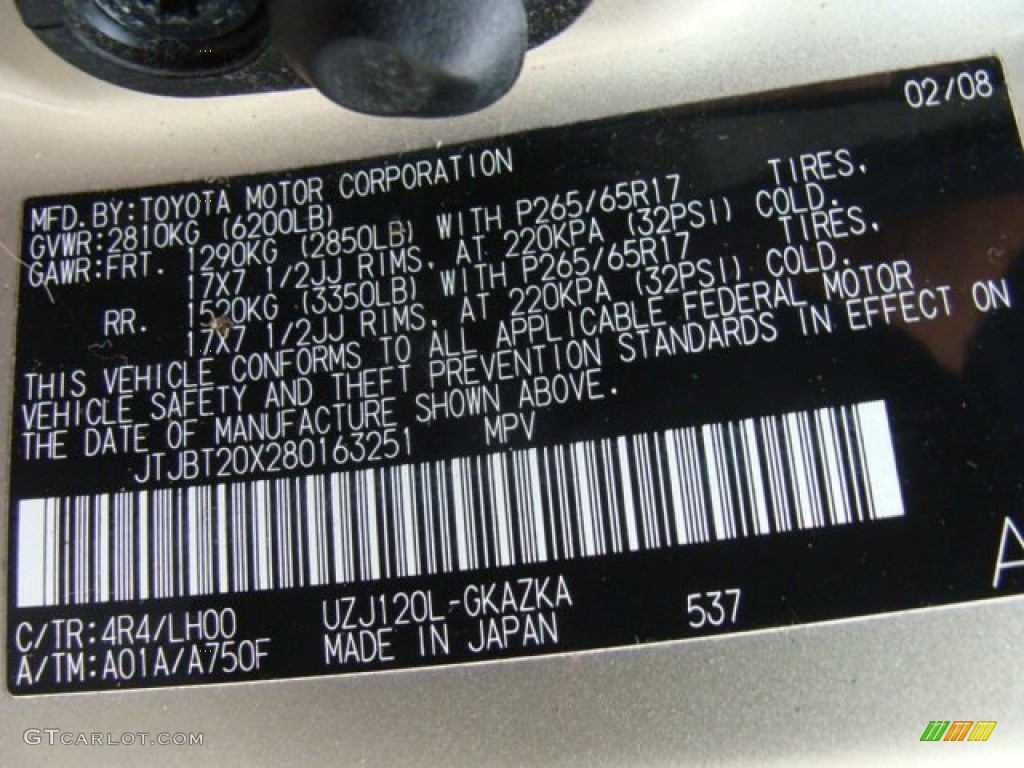 02/08
MFD.BY:TOYOTA MOTOR CORPORATION
GVWR:2810KG (6200LB)
GAWR:FRT. 1290KG (2850LB) WITH P265/65R17 TIRES,
17X7 1/2JJ RIMS, AT 220KPA (32PSI) COLD.
RR. 1520KG (3350LB) WITH P265/65R17 TIRES,
17X7 1/2JJ RIMS, AT 220KPA (32PSI) COLD.
THIS VEHICLE CONFORMS TO ALL APPLICABLE FEDERAL MOTOR
VEHICLE SAFETY AND THEFT PREVENTION STANDARDS IN EFFECT ON
THE DATE OF MANUFACTURE SHOWN ABOVE.
JTJBT20X280163251 MPV
C/TR:4R4/LH00 UZJ120L-GKAZKA 537
A/TM:A01A/A750F MADE IN JAPAN
A
GTCARLOT.COM